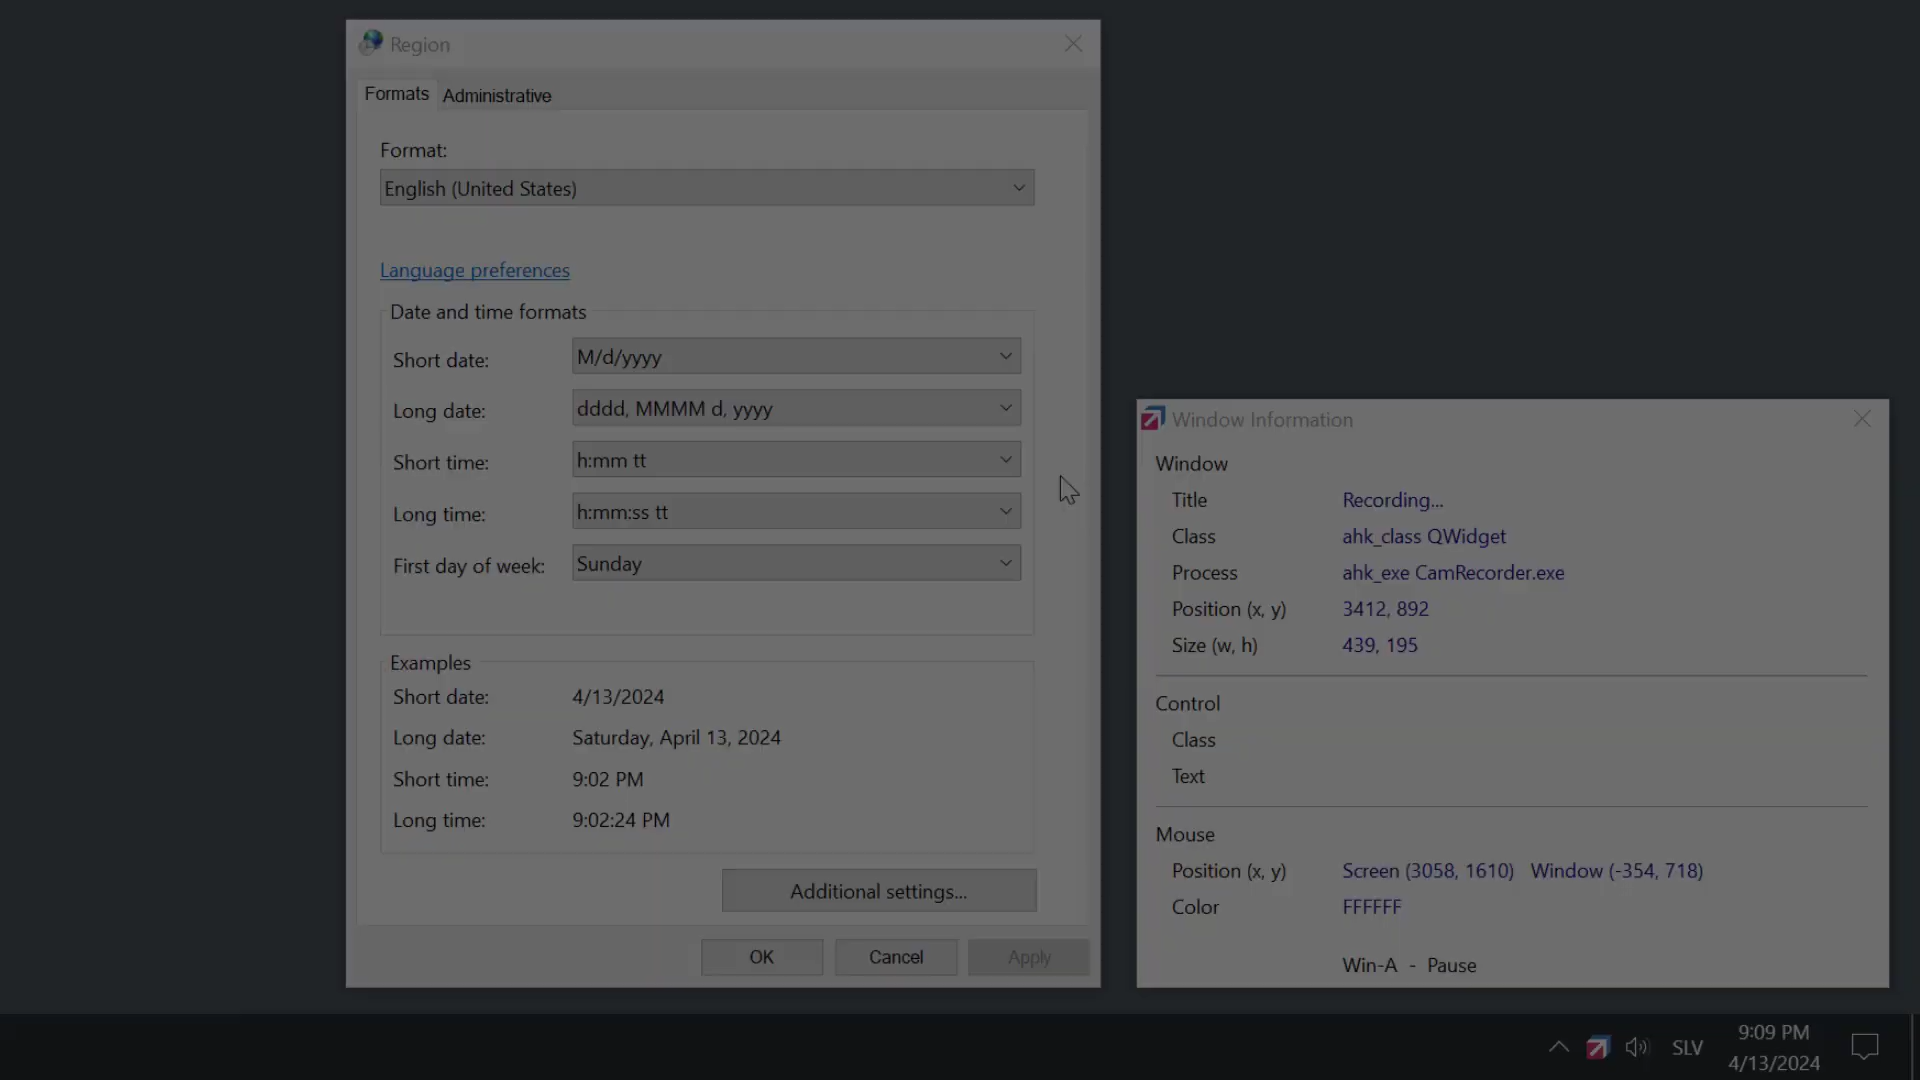 Region
Formats
Administrative
Format:
English (United States)
Language preferences
Date and time formats
Short date: M/d/yyyy
Long date: dddd, MMMM d, yyyy
Short time: h:mm tt
Long time: h:mm:ss tt
First day of week: Sunday
Examples
Short date: 4/13/2024
Long date: Saturday, April 13, 2024
Short time: 9:02 PM
Long time: 9:02:24 PM
Additional settings...
OK Cancel Apply
Window Information
Window
Title Recording...
Class ahk_class QWidget
Process ahk_exe CamRecorder.exe
Position (x, y) 3412, 892
Size (w, h) 439, 195
Control
Class
Text
Mouse
Position (x, y) Screen (3058, 1610) Window (-354, 718)
Color FFFFFF
Win-A - Pause
SLV
9:09 PM
4/13/2024